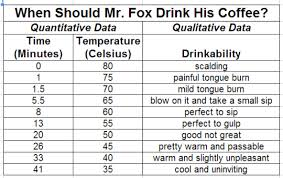 When Should Mr. Fox Drink His Coffee?
Quantitative Data Qualitative Data
Time Temperature
(Minutes) (Celsius) Drinkability
0 80 scalding
1 75 painful tongue burn
1.5 70 mild tongue burn
5.5 65 blow on it and take a small sip
8 60 perfect to sip
13 55 perfect to gulp
20 50 good not great
26 45 pretty warm and passable
33 40 warm and slightly unpleasant
41 35 cool and uninviting